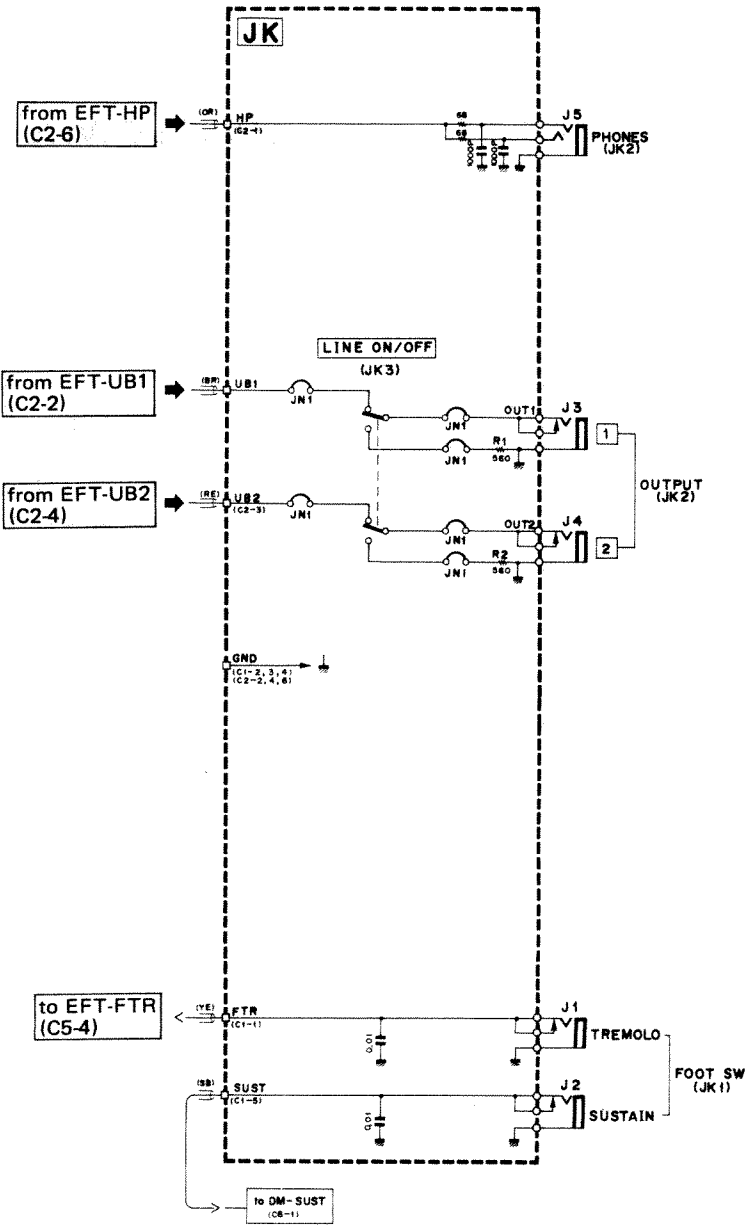 JK
from EFT-HP
(C2-6)
(OR)
HP
(C2-1)
68
68
J5
PHONES
(JK2)
LINE ON/OFF
(JK3)
from EFT-UB1
(C2-2)
(BR)
UB1
JN1
JN1
OUT1
J3
1
JN1
R1
560
OUTPUT
(JK2)
from EFT-UB2
(C2-4)
(RE)
UB2
(C2-3)
JN1
JN1
OUT2
J4
2
JN1
R2
560
GND
(C1-2,3,4)
(C2-2,4,6)
to EFT-FTR
(C5-4)
(YE)
FTR
(C1-1)
0.01
J1
TREMOLO
FOOT SW
(JK1)
(SB)
SUST
(C1-5)
0.01
J2
SUSTAIN
to DM-SUST
(C6-1)